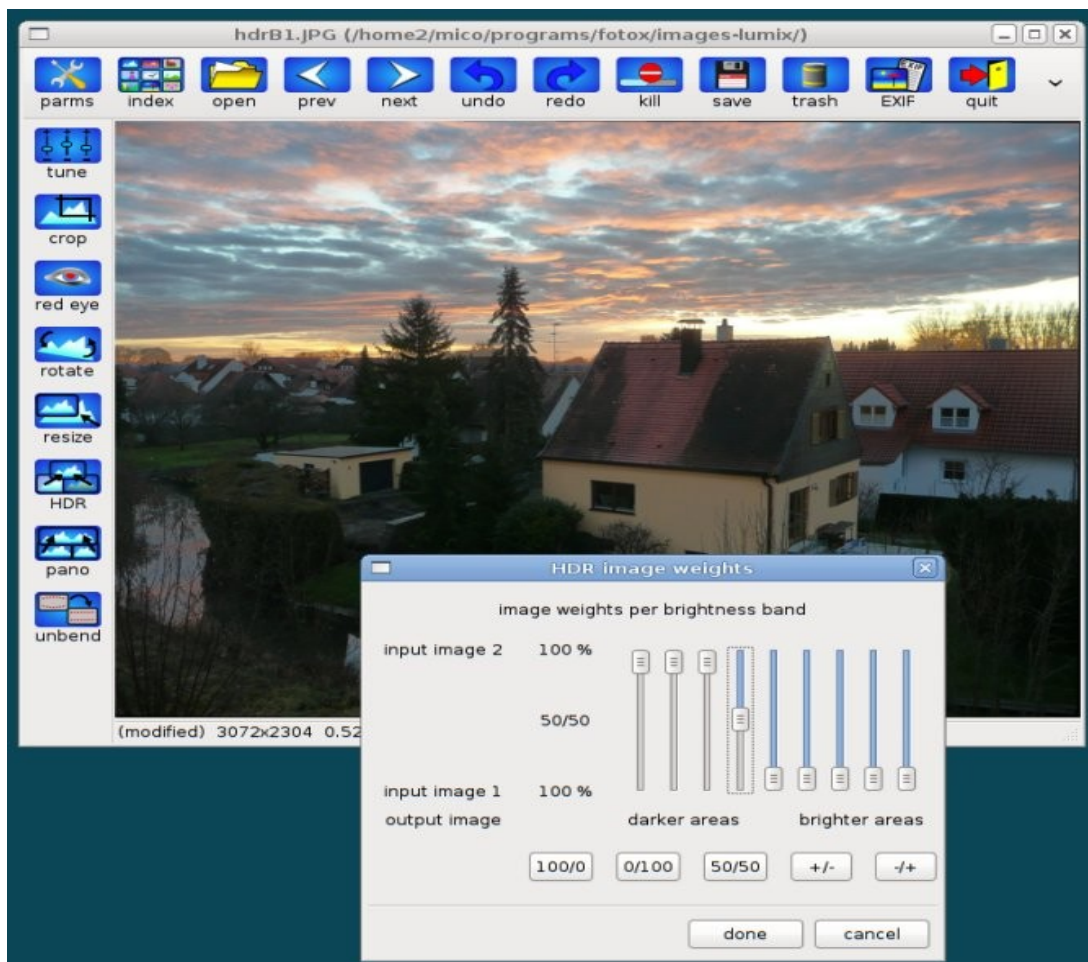 hdrB1.JPG (/home2/mico/programs/fotox/images-lumix/)
parms index open prev next undo redo kill save trash EXIF quit
tune
crop
red eye
rotate
resize
HDR
pano
unbend
(modified) 3072x2304 0.52
HDR image weights
image weights per brightness band
input image 2 100 %
50/50
input image 1 100 %
output image darker areas brighter areas
100/0 0/100 50/50 +/- -/+
done cancel